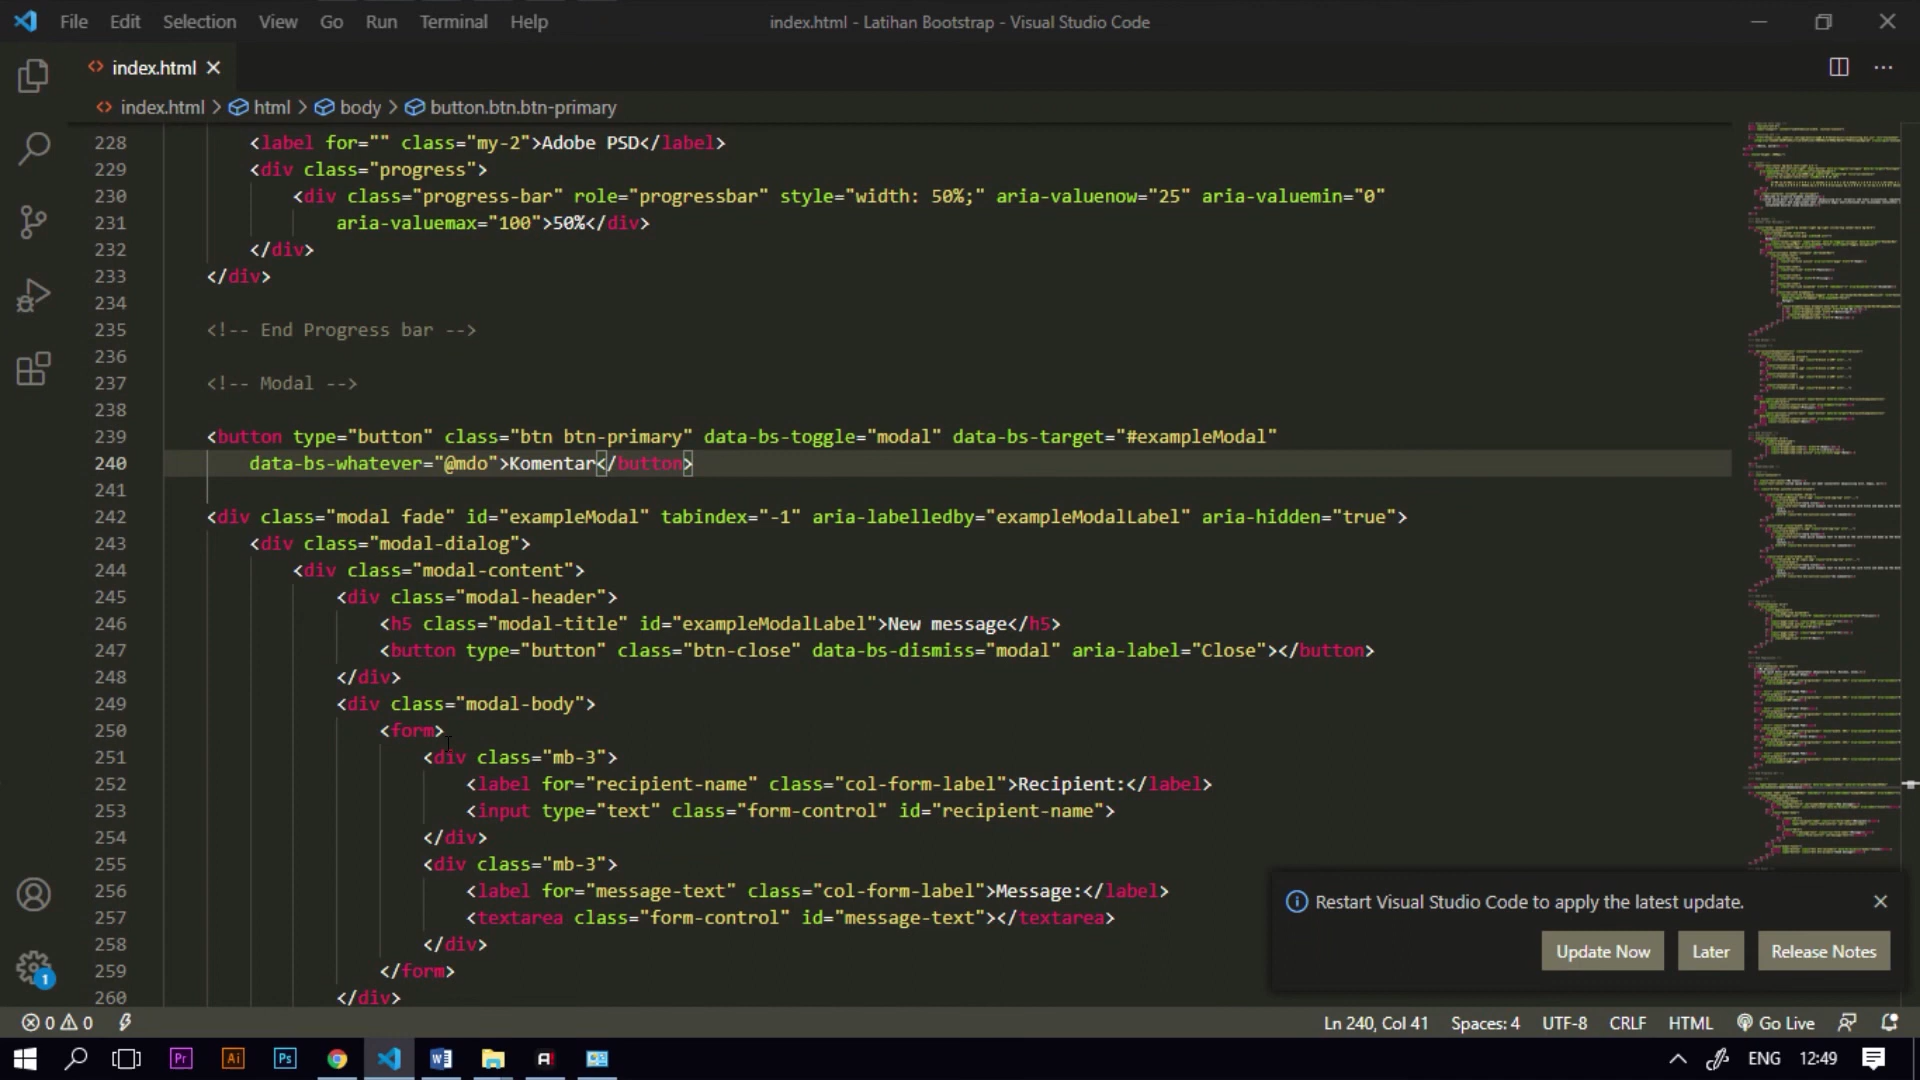 File Edit Selection View Go Run Terminal Help index.html - Latihan Bootstrap - Visual Studio Code
index.html
index.html > html > body > button.btn.btn-primary
228 <label for="" class="my-2">Adobe PSD</label>
229 <div class="progress">
230 <div class="progress-bar" role="progressbar" style="width: 50%;" aria-valuenow="25" aria-valuemin="0"
231 aria-valuemax="100">50%</div>
232 </div>
233 </div>
234
235 <!-- End Progress bar -->
236
237 <!-- Modal -->
238
239 <button type="button" class="btn btn-primary" data-bs-toggle="modal" data-bs-target="#exampleModal"
240 data-bs-whatever="@mdo">Komentar</button>
241
242 <div class="modal fade" id="exampleModal" tabindex="-1" aria-labelledby="exampleModalLabel" aria-hidden="true">
243 <div class="modal-dialog">
244 <div class="modal-content">
245 <div class="modal-header">
246 <h5 class="modal-title" id="exampleModalLabel">New message</h5>
247 <button type="button" class="btn-close" data-bs-dismiss="modal" aria-label="Close"></button>
248 </div>
249 <div class="modal-body">
250 <form>
251 <div class="mb-3">
252 <label for="recipient-name" class="col-form-label">Recipient:</label>
253 <input type="text" class="form-control" id="recipient-name">
254 </div>
255 <div class="mb-3">
256 <label for="message-text" class="col-form-label">Message:</label>
257 <textarea class="form-control" id="message-text"></textarea>
258 </div>
259 </form>
260 </div>
Restart Visual Studio Code to apply the latest update.
Update Now Later Release Notes
1
0 0 Ln 240, Col 41 Spaces: 4 UTF-8 CRLF HTML Go Live
Pr Ai Ps W A! ENG 12:49